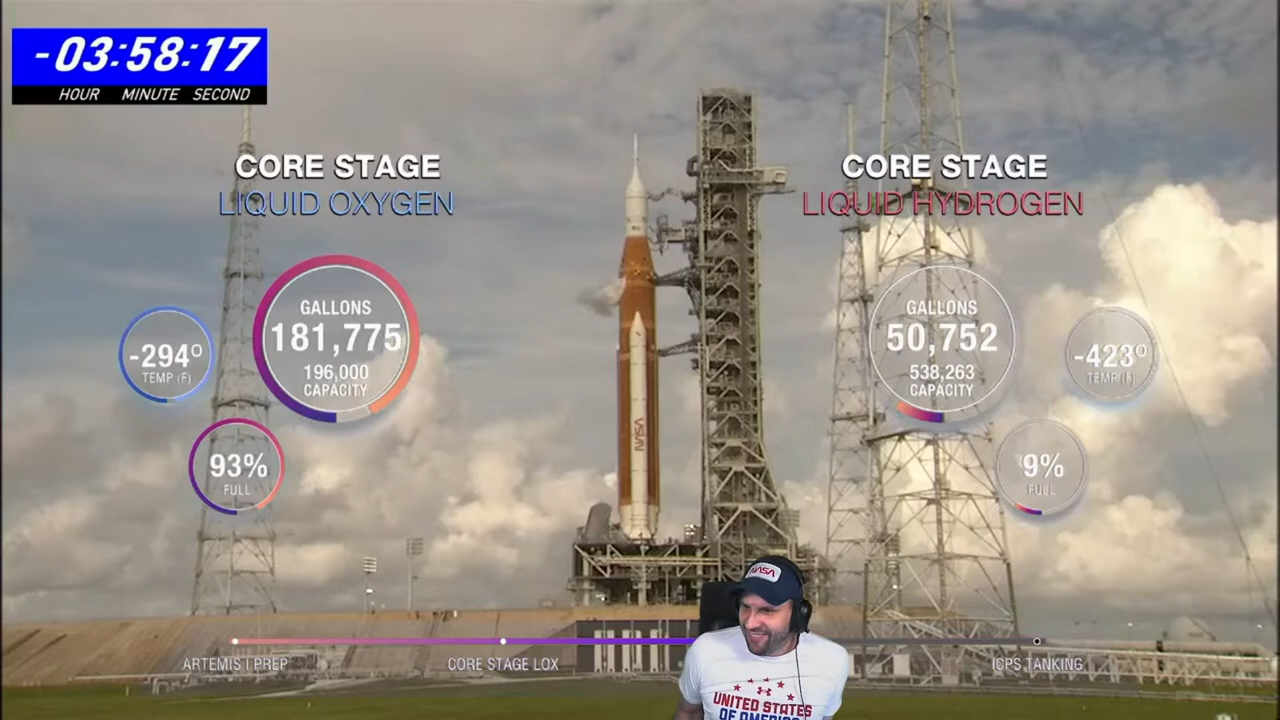 -03:58:17
HOUR MINUTE SECOND
CORE STAGE
LIQUID OXYGEN
GALLONS
181,775
196,000
CAPACITY
-294º
TEMP (F)
93%
FULL
CORE STAGE
LIQUID HYDROGEN
GALLONS
50,752
538,263
CAPACITY
-423º
TEMP (F)
9%
FULL
NASA
NASA
ARTEMIS I PREP
CORE STAGE LOX
ICPS TANKING
UNITED STATES
OF AMERICA